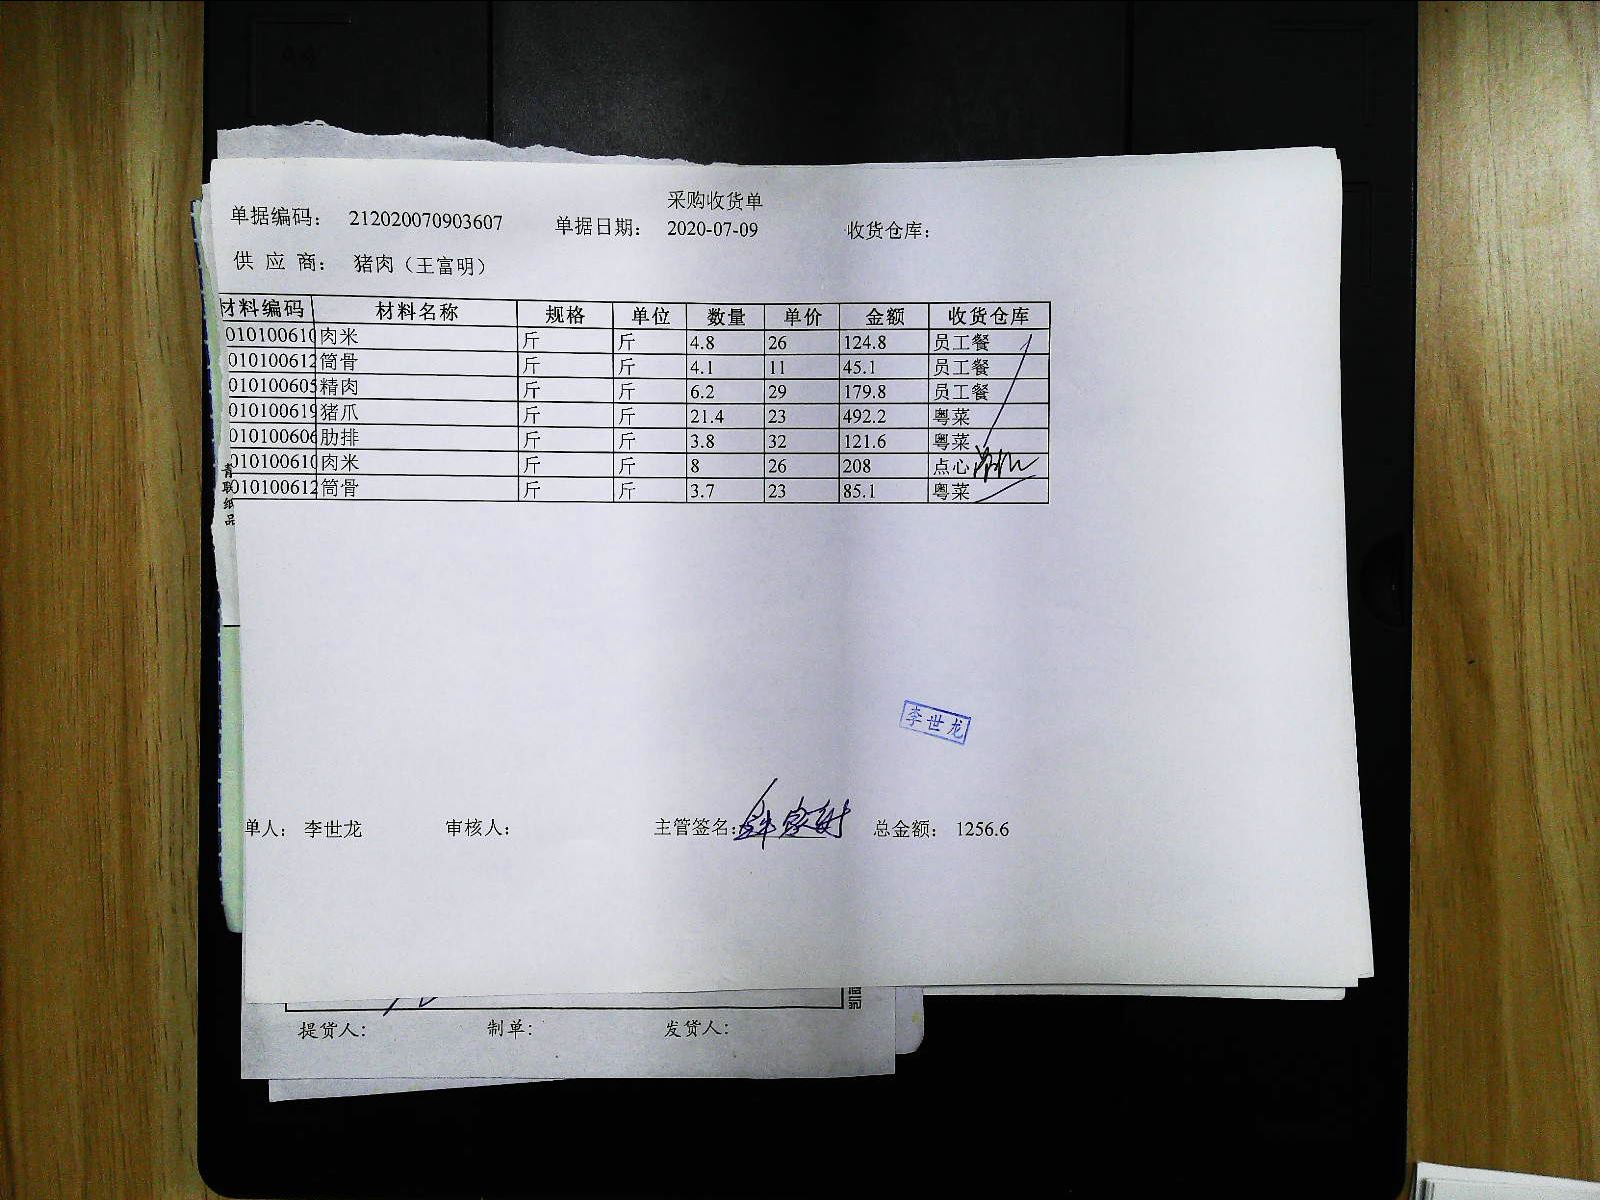 采购收货单
单据编码： 212020070903607 单据日期： 2020-07-09 收货仓库：
供 应 商： 猪肉（王富明）
材料编码 材料名称 规格 单位 数量 单价 金额 收货仓库
010100610 肉米 斤 斤 4.8 26 124.8 员工餐
010100612 筒骨 斤 斤 4.1 11 45.1 员工餐
010100605 精肉 斤 斤 6.2 29 179.8 员工餐
010100619 猪爪 斤 斤 21.4 23 492.2 粤菜
010100606 肋排 斤 斤 3.8 32 121.6 粤菜
010100610 肉米 斤 斤 8 26 208 点心
010100612 筒骨 斤 斤 3.7 23 85.1 粤菜
青联纸品
李世龙
单人： 李世龙 审核人： 主管签名： 总金额： 1256.6
提货人： 制单： 发货人：